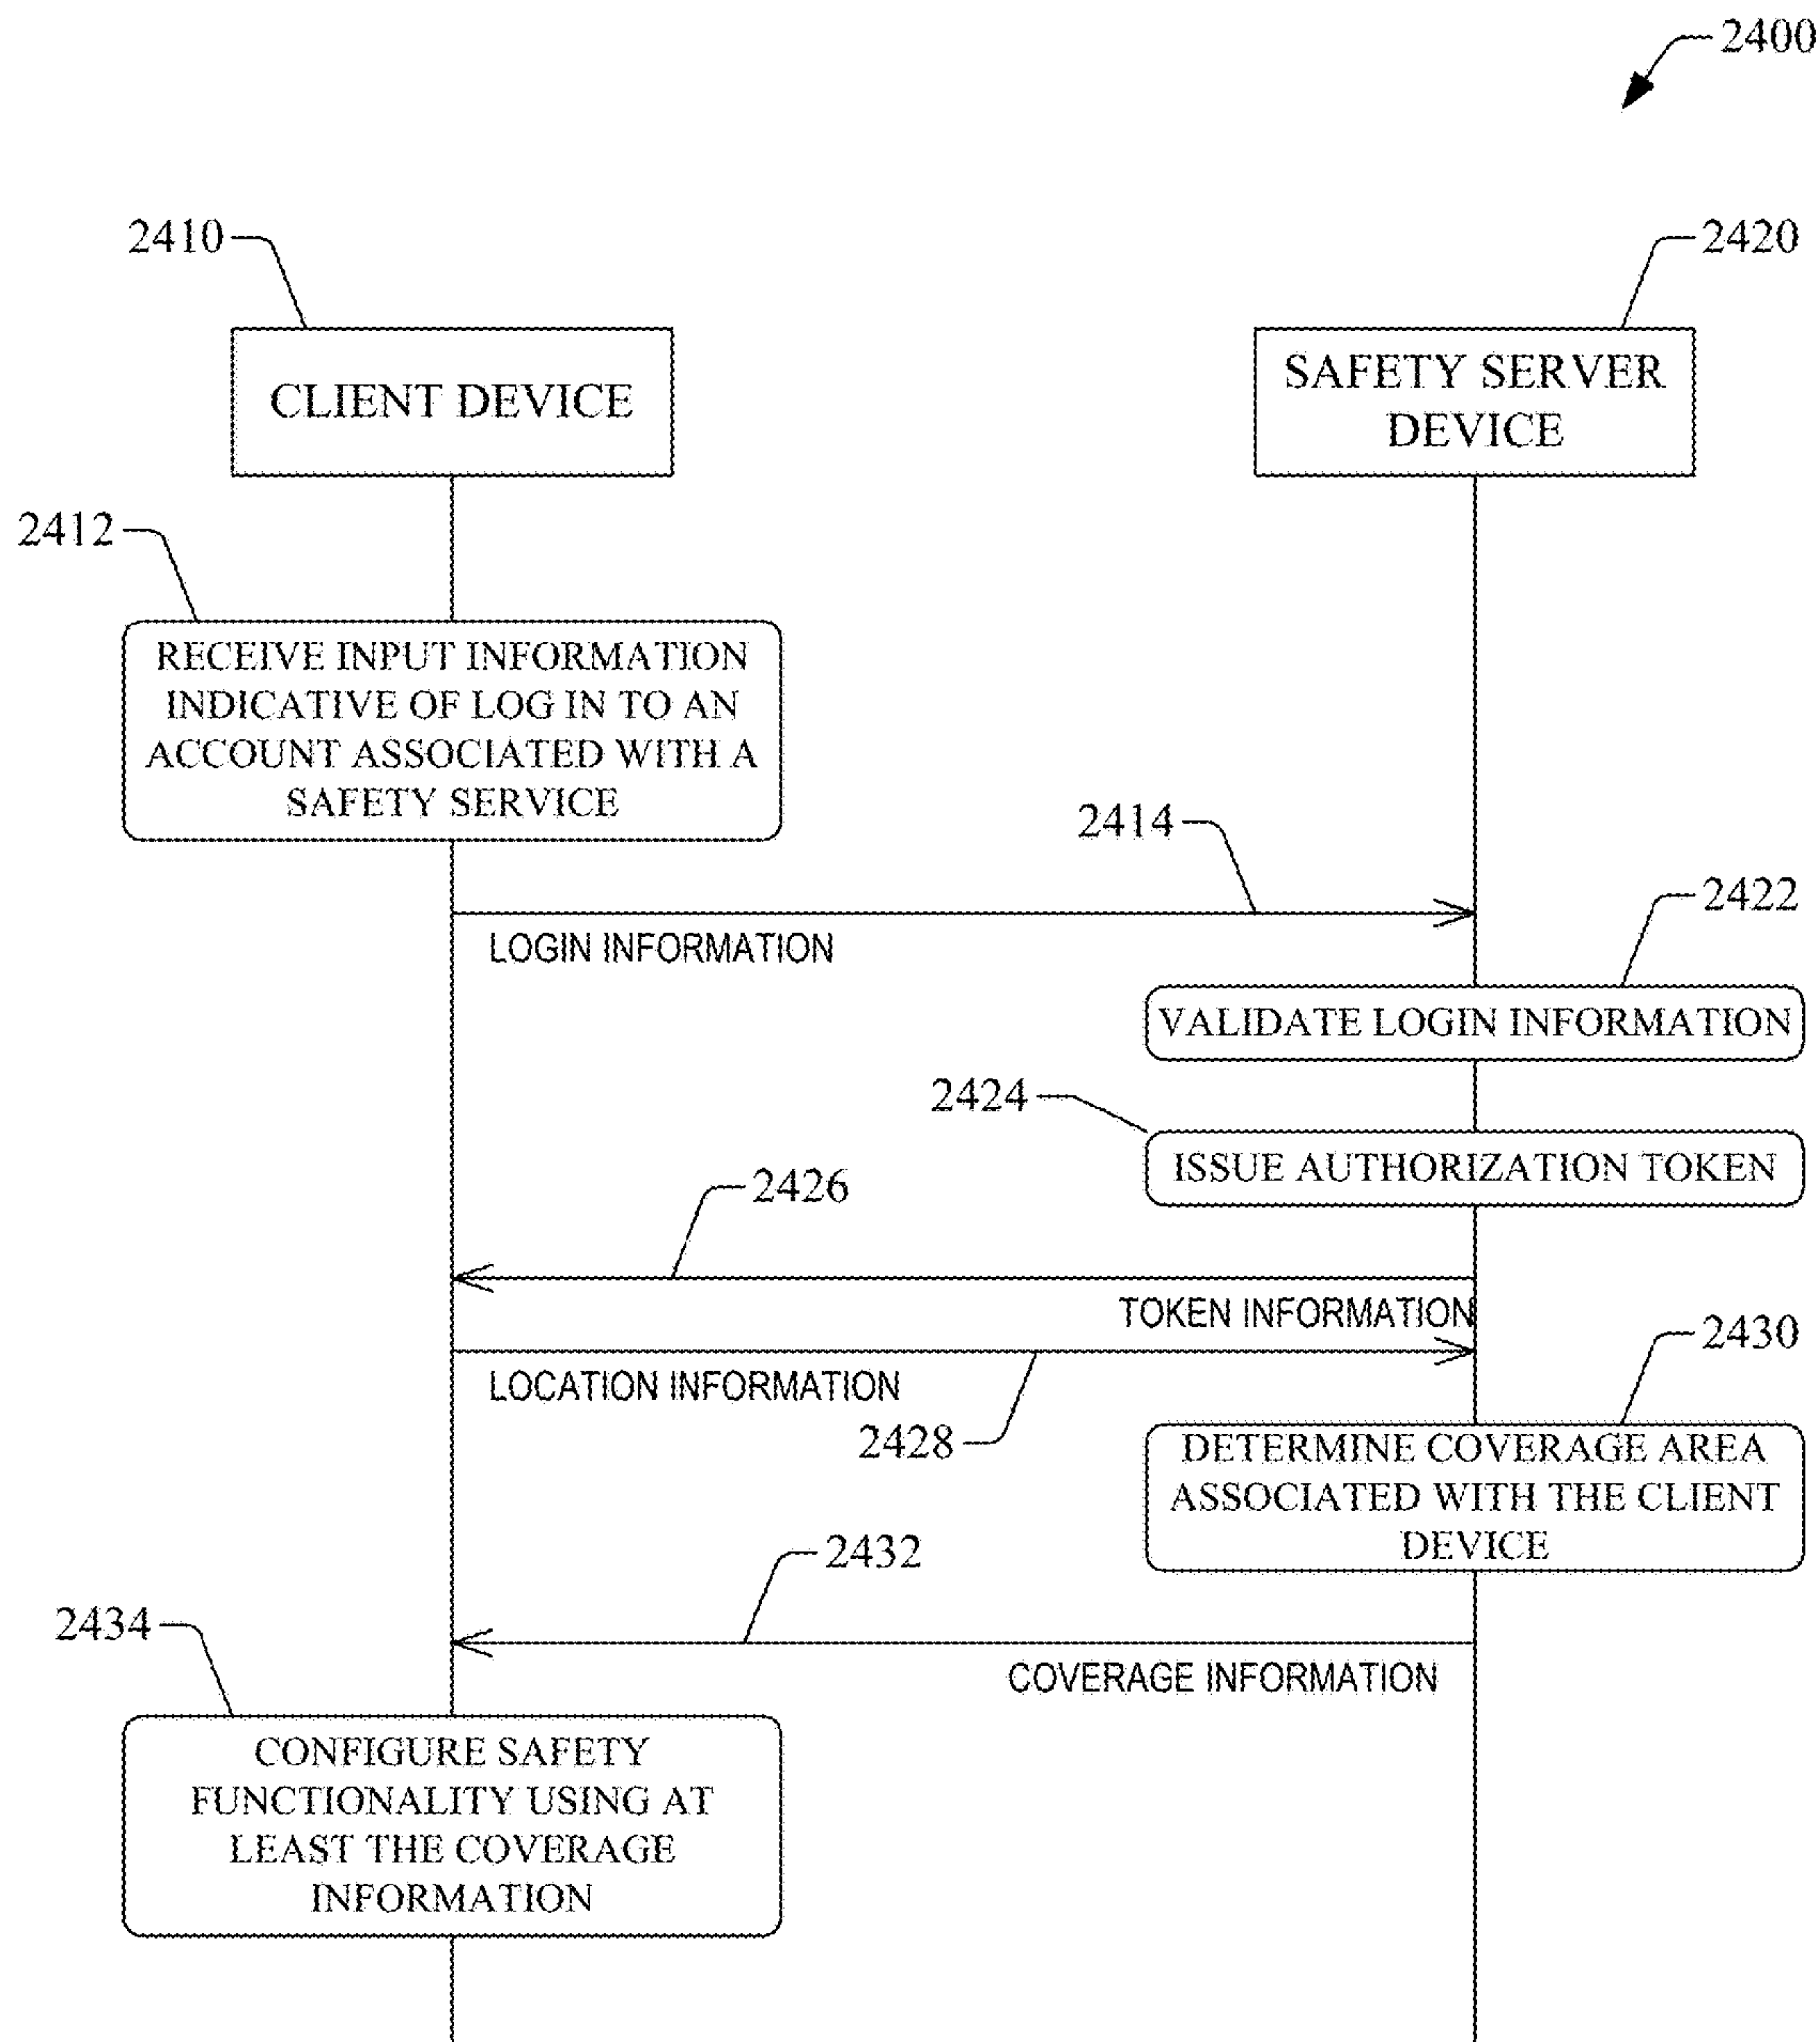 2400
2410
2420
CLIENT DEVICE
SAFETY SERVER
DEVICE
2412
RECEIVE INPUT INFORMATION
INDICATIVE OF LOG IN TO AN
ACCOUNT ASSOCIATED WITH A
SAFETY SERVICE
2414
2422
LOGIN INFORMATION
VALIDATE LOGIN INFORMATION
2424
ISSUE AUTHORIZATION TOKEN
2426
TOKEN INFORMATION
2430
LOCATION INFORMATION
2428
DETERMINE COVERAGE AREA
ASSOCIATED WITH THE CLIENT
DEVICE
2432
2434
COVERAGE INFORMATION
CONFIGURE SAFETY
FUNCTIONALITY USING AT
LEAST THE COVERAGE
INFORMATION